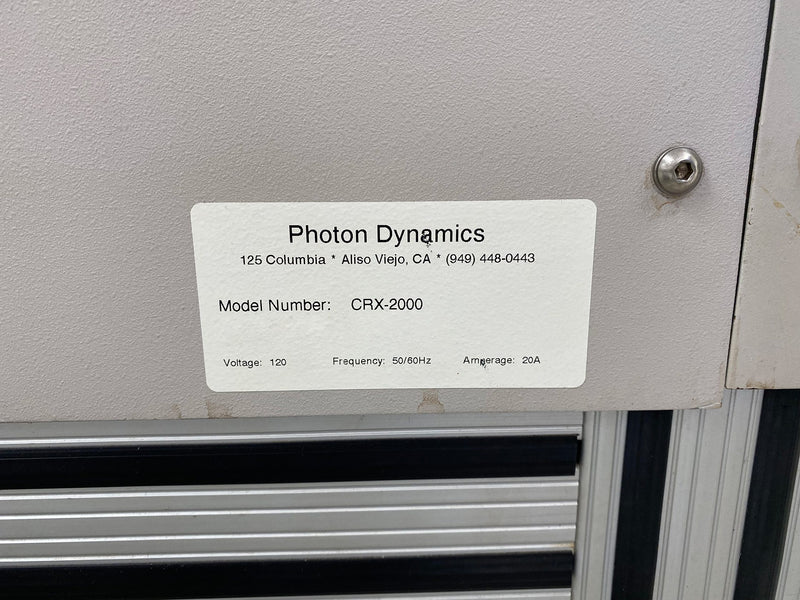 Photon Dynamics
125 Columbia * Aliso Viejo, CA * (949) 448-0443
Model Number: CRX-2000
Voltage: 120 Frequency: 50/60Hz Amperage: 20A